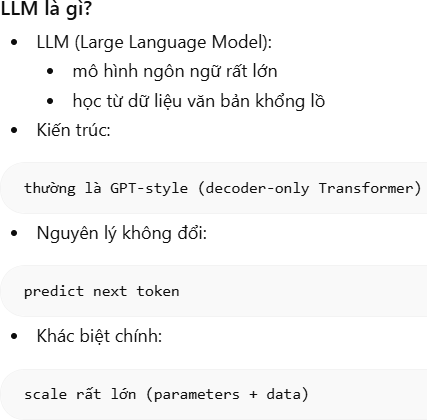 LLM là gì?
• LLM (Large Language Model):
• mô hình ngôn ngữ rất lớn
• học từ dữ liệu văn bản khổng lồ
• Kiến trúc:
thường là GPT-style (decoder-only Transformer)
• Nguyên lý không đổi:
predict next token
• Khác biệt chính:
scale rất lớn (parameters + data)